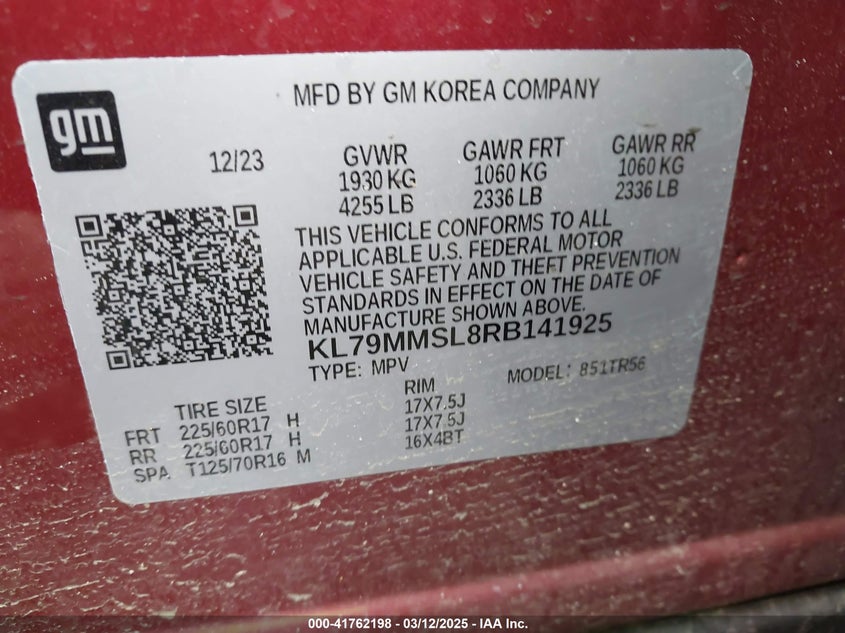 gm
MFD BY GM KOREA COMPANY
12/23 GVWR GAWR FRT GAWR RR
1930 KG 1060 KG 1060 KG
4255 LB 2336 LB 2336 LB
THIS VEHICLE CONFORMS TO ALL
APPLICABLE U.S. FEDERAL MOTOR
VEHICLE SAFETY AND THEFT PREVENTION
STANDARDS IN EFFECT ON THE DATE OF
MANUFACTURE SHOWN ABOVE.
KL79MMSL8RB141925
TYPE: MPV MODEL: 851TR56
TIRE SIZE RIM
FRT 225/60R17 H 17X7.5J
RR 225/60R17 H 17X7.5J
SPA T125/70R16 M 16X4BT
000-41762198 - 03/12/2025 - IAA Inc.